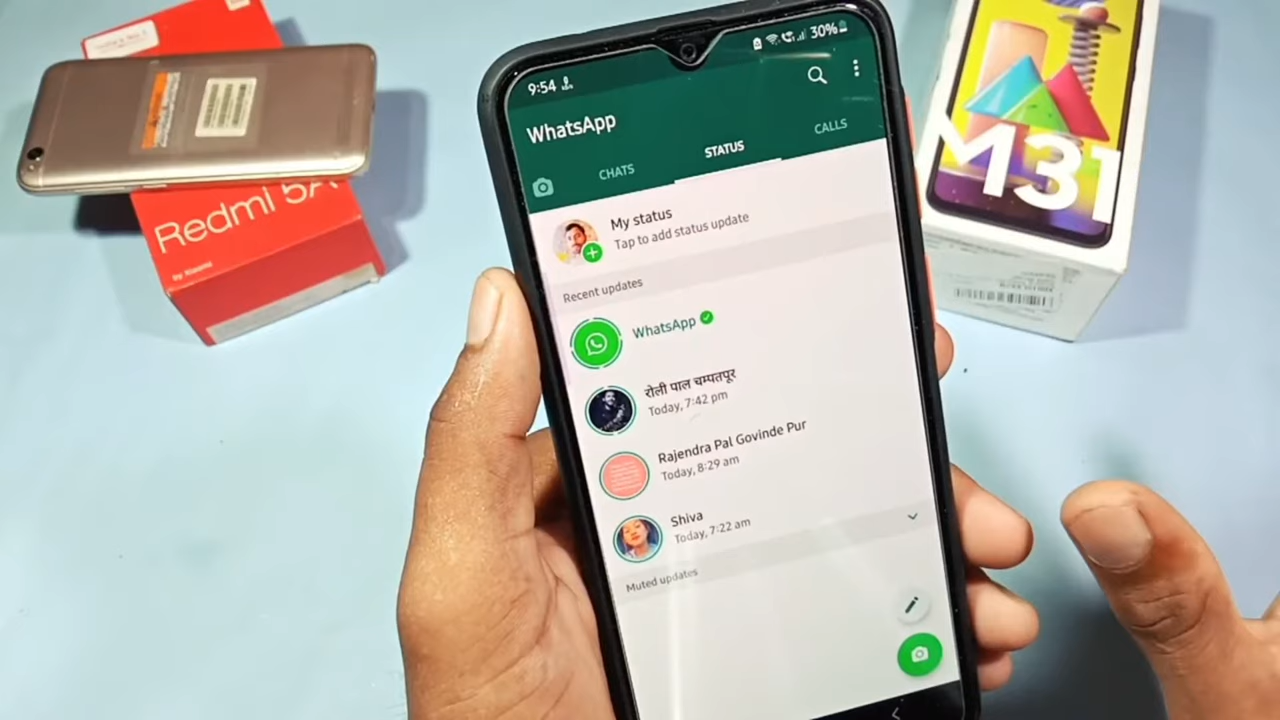 9:54
30%
WhatsApp
CHATS
STATUS
CALLS
My status
Tap to add status update
Recent updates
WhatsApp
रोली पाल चम्पतपूर
Today, 7:42 pm
Rajendra Pal Govinde Pur
Today, 8:29 am
Shiva
Today, 7:22 am
Muted updates
Redmi 5A
by Xiaomi
M31